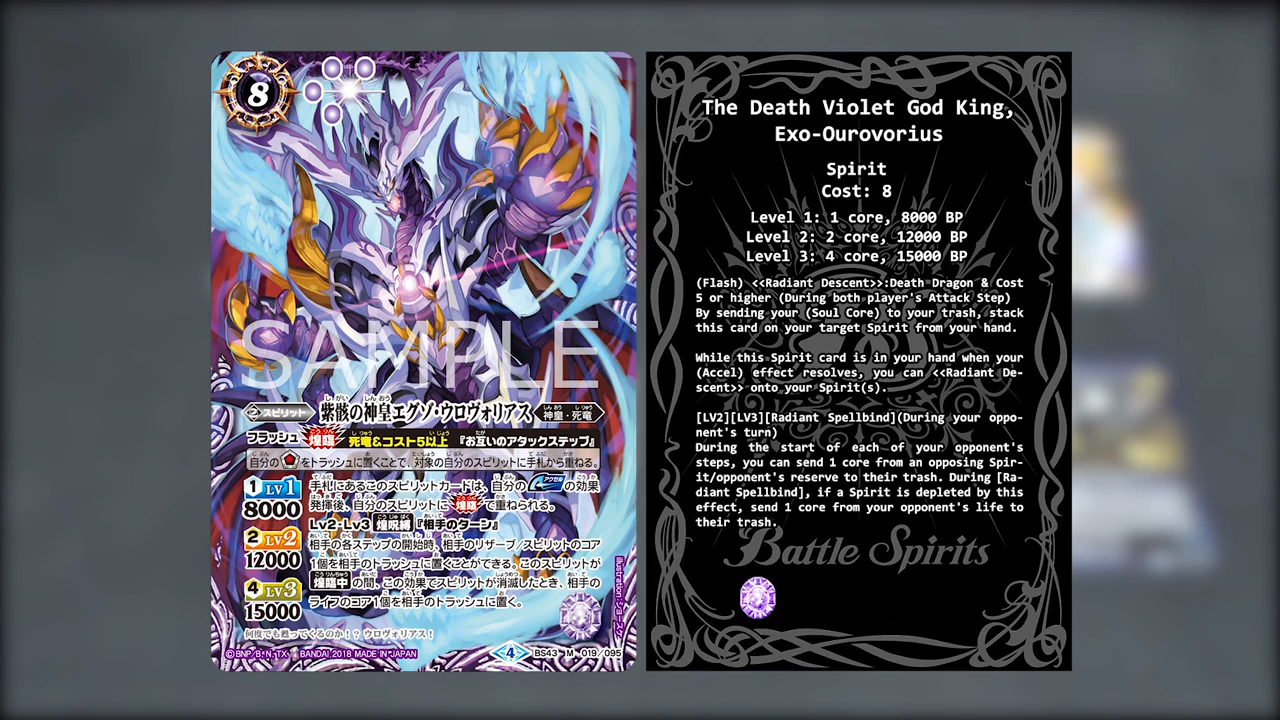 8
SAMPLE
スピリット
紫骸の神皇エグゾ・ウロヴォリアス
神皇・死竜
フラッシュ 煌臨 死竜&コスト5以上 『お互いのアタックステップ』
自分の をトラッシュに置くことで、対象の自分のスピリットに手札から重ねる。
1 LV1
8000
手札にあるこのスピリットカードは、自分の アクセル の効果
発揮後、自分のスピリットに 煌臨 で重ねられる。
2 LV2
12000
Lv2-Lv3 煌呪縛 『相手のターン』
相手の各ステップの開始時、相手のリザーブ/スピリットのコア
1個を相手のトラッシュに置くことができる。このスピリットが
4 LV3
15000
煌臨中 の間、この効果でスピリットが消滅したとき、相手の
ライフのコア1個を相手のトラッシュに置く。
何度でも甦ってくるのか!? ウロヴォリアス!
illustration:ショースケ
©BNP/B, N, TX BANDAI 2018 MADE IN JAPAN
4
BS43 M 019/095
The Death Violet God King,
Exo-Ourovorius
Spirit
Cost: 8
Level 1: 1 core, 8000 BP
Level 2: 2 core, 12000 BP
Level 3: 4 core, 15000 BP
(Flash) <<Radiant Descent>>:Death Dragon & Cost
5 or higher (During both player's Attack Step)
By sending your (Soul Core) to your trash, stack
this card on your target Spirit from your hand.
While this Spirit card is in your hand when your
(Accel) effect resolves, you can <<Radiant De-
scent>> onto your Spirit(s).
[LV2][LV3][Radiant Spellbind](During your oppo-
nent's turn)
During the start of each of your opponent's
steps, you can send 1 core from an opposing Spir-
it/opponent's reserve to their trash. During [Ra-
diant Spellbind], if a Spirit is depleted by this
effect, send 1 core from your opponent's life to
their trash.
Battle Spirits